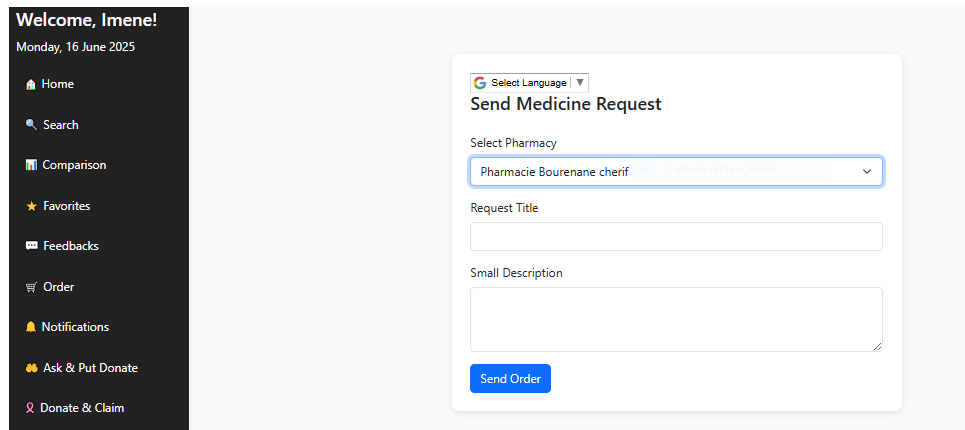 Welcome, Imene!
Monday, 16 June 2025
Home
Search
Comparison
Favorites
Feedbacks
Order
Notifications
Ask & Put Donate
Donate & Claim
Select Language
Send Medicine Request
Select Pharmacy
Pharmacie Bourenane cherif
Capture rectangulaire
Request Title
Small Description
Send Order